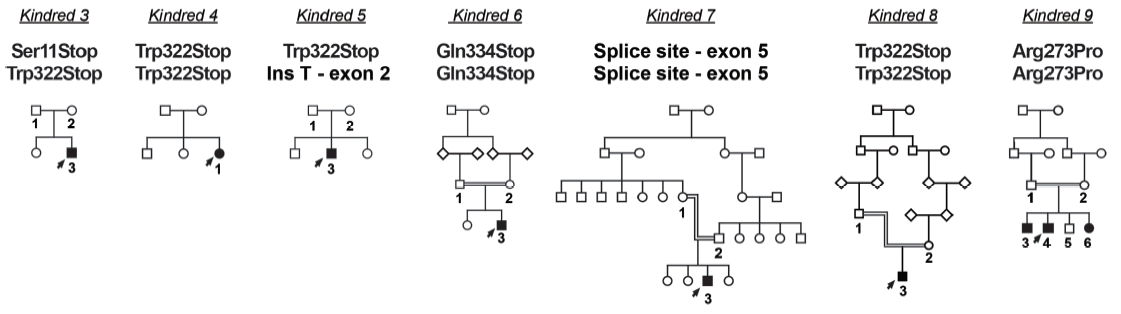 Kindred 3 Kindred 4 Kindred 5 Kindred 6 Kindred 7 Kindred 8 Kindred 9
Ser11Stop Trp322Stop Trp322Stop Gln334Stop Splice site - exon 5 Trp322Stop Arg273Pro
Trp322Stop Trp322Stop Ins T - exon 2 Gln334Stop Splice site - exon 5 Trp322Stop Arg273Pro
1 2 1 2
3 1 3
1 2 1 1 2
1
3 3 4 5 6
2 2
3 3